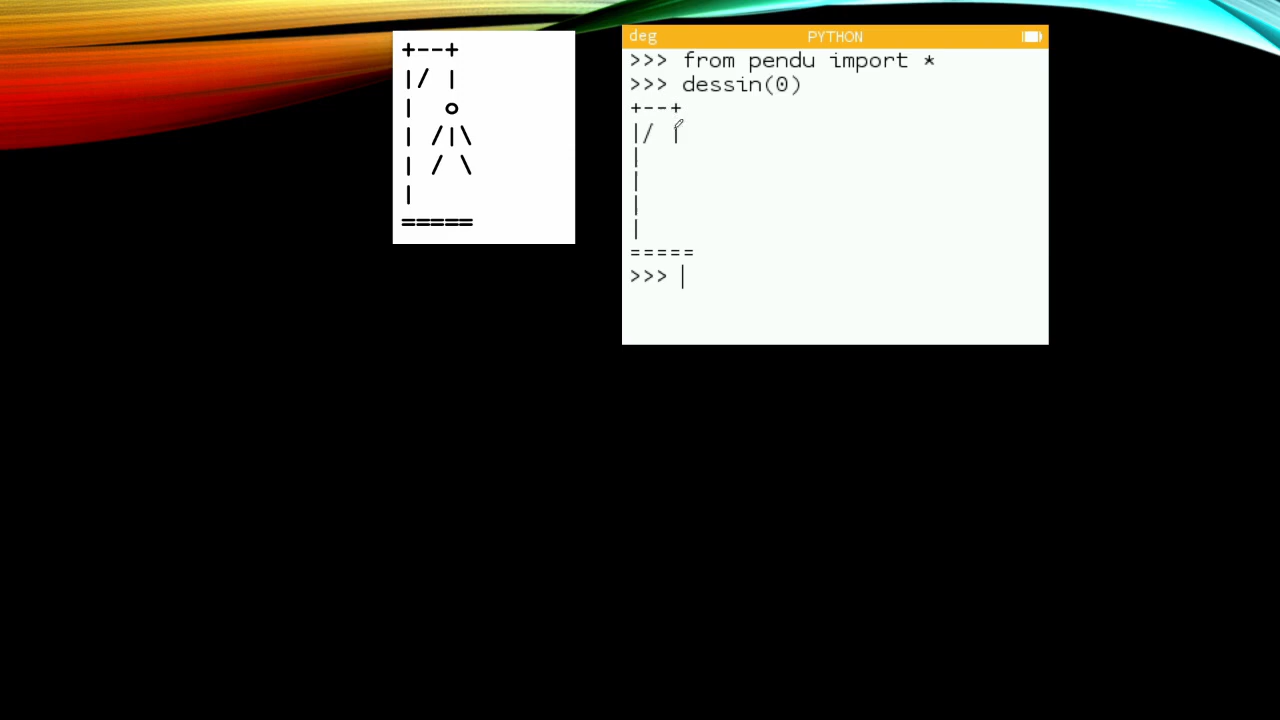 +--+
|/ |
|  o
| /|\
| / \
|
=====
deg PYTHON
>>> from pendu import *
>>> dessin(0)
+--+
|/ |
|
|
|
|
=====
>>>